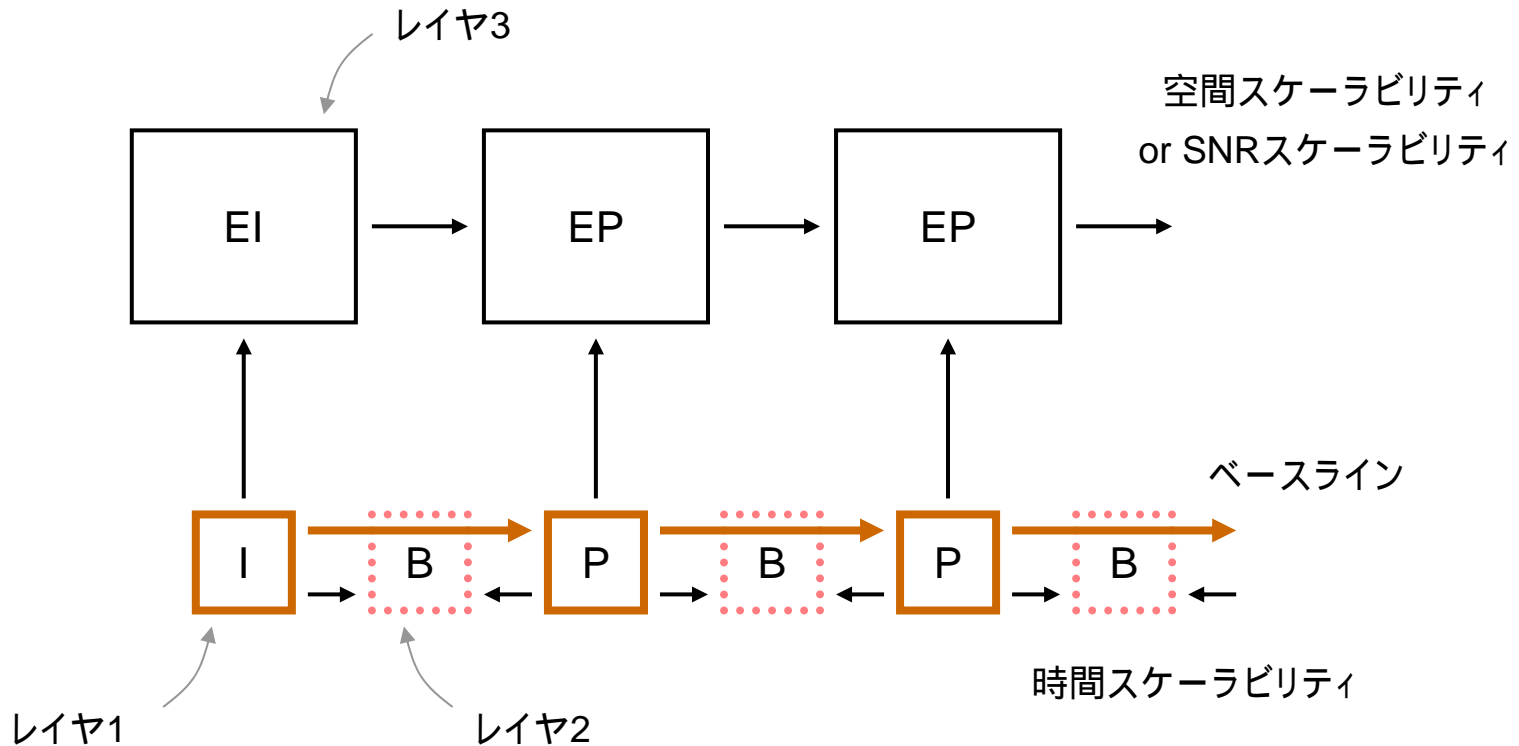 レイヤ3
空間スケーラビリティ
or SNRスケーラビリティ
EI
EP
EP
ベースライン
I
B
P
B
P
B
時間スケーラビリティ
レイヤ1
レイヤ2